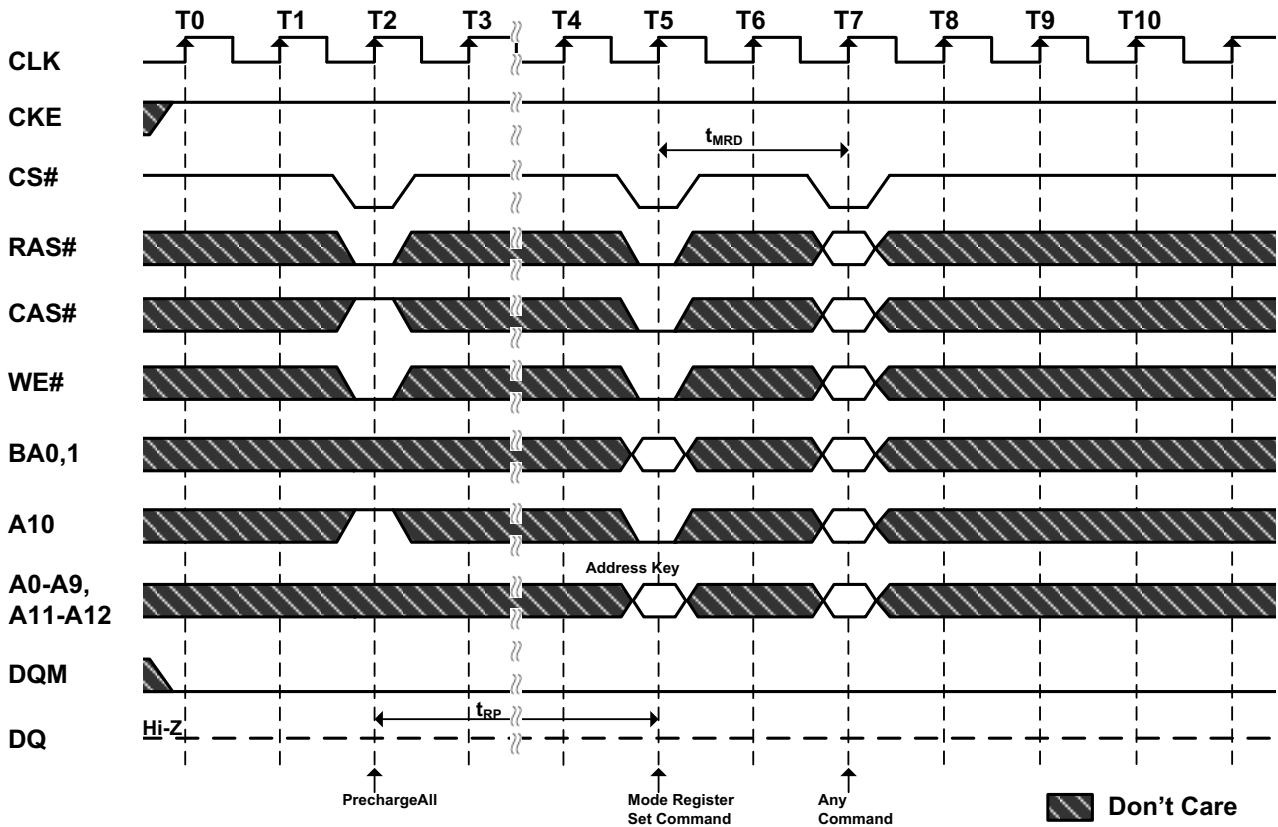 T0 T1 T2 T3 T4 T5 T6 T7 T8 T9 T10
CLK
CKE
tMRD
CS#
RAS#
CAS#
WE#
BA0,1
A10
Address Key
A0-A9,
A11-A12
DQM
tRP
Hi-Z
DQ
PrechargeAll
Mode Register
Set Command
Any
Command
Don't Care